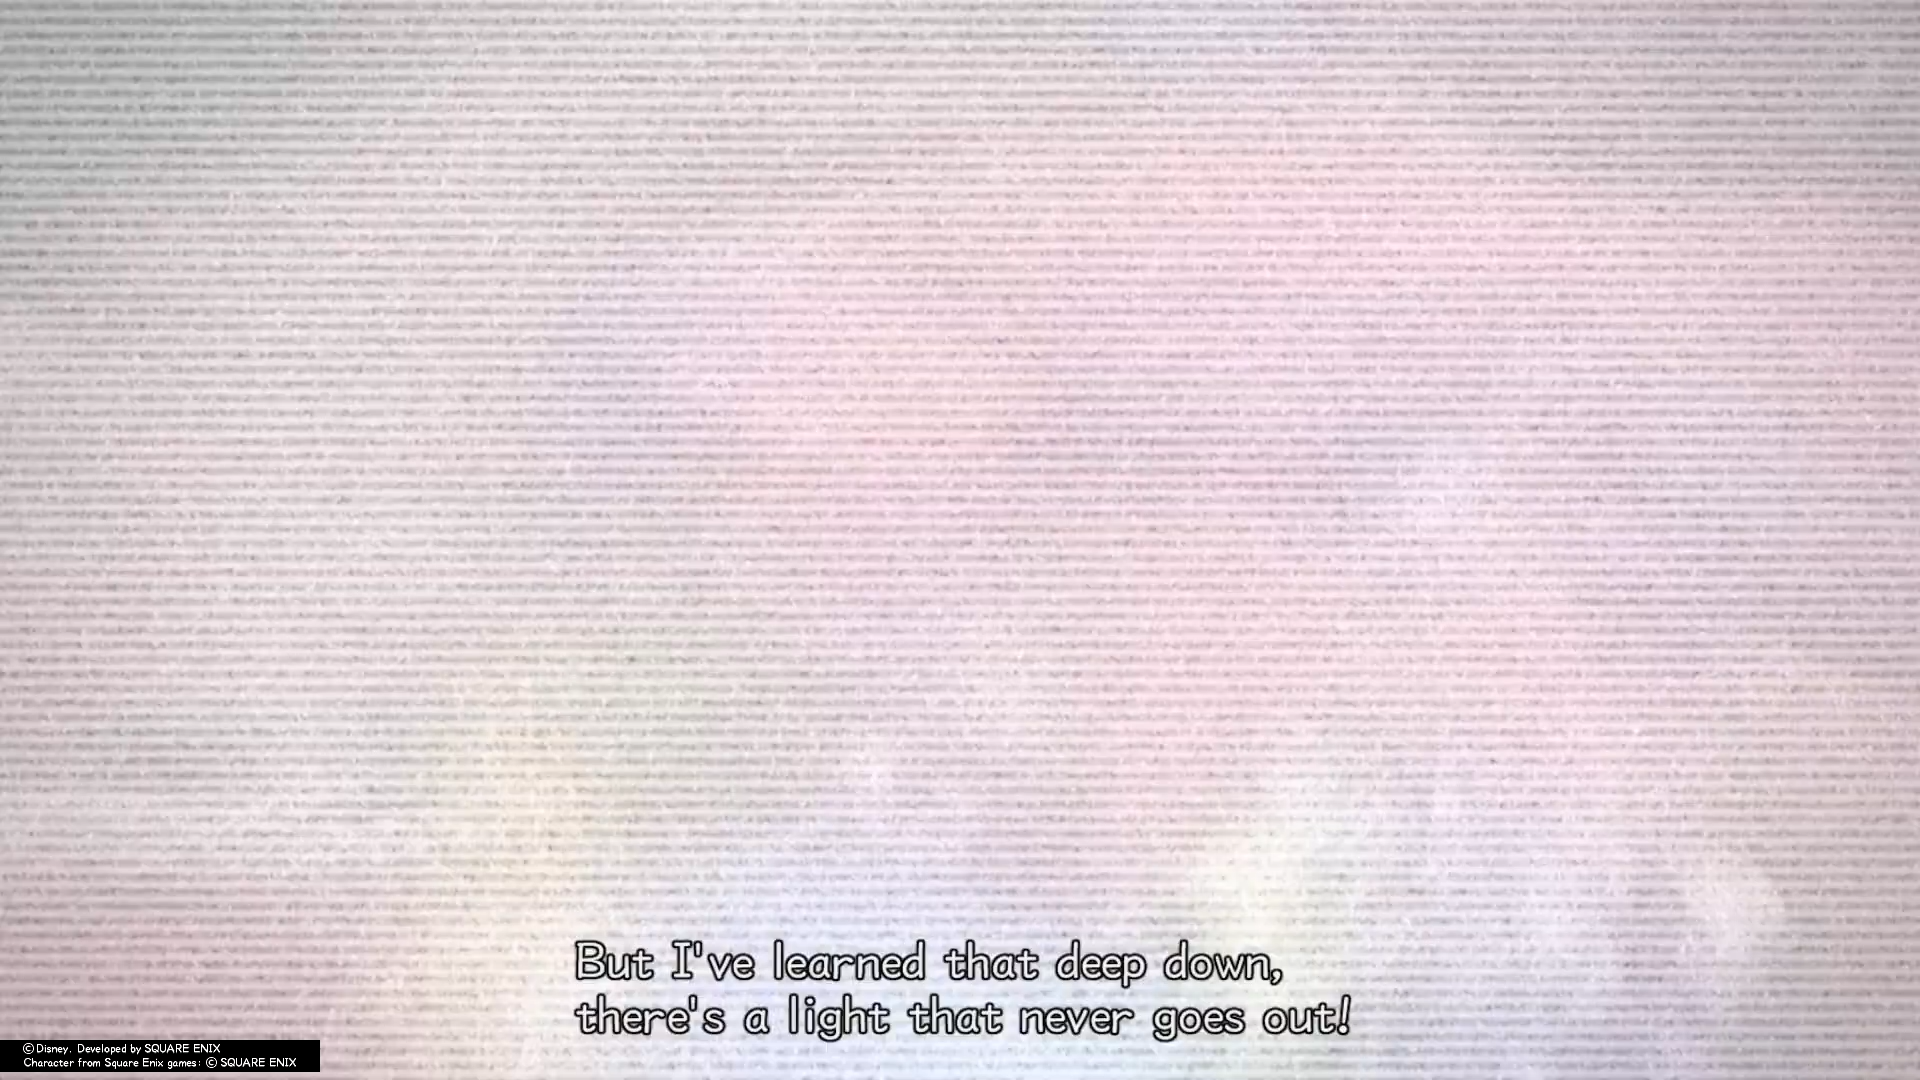 But I've learned that deep down,
there's a light that never goes out!
©Disney. Developed by SQUARE ENIX
Character from Square Enix games: © SQUARE ENIX